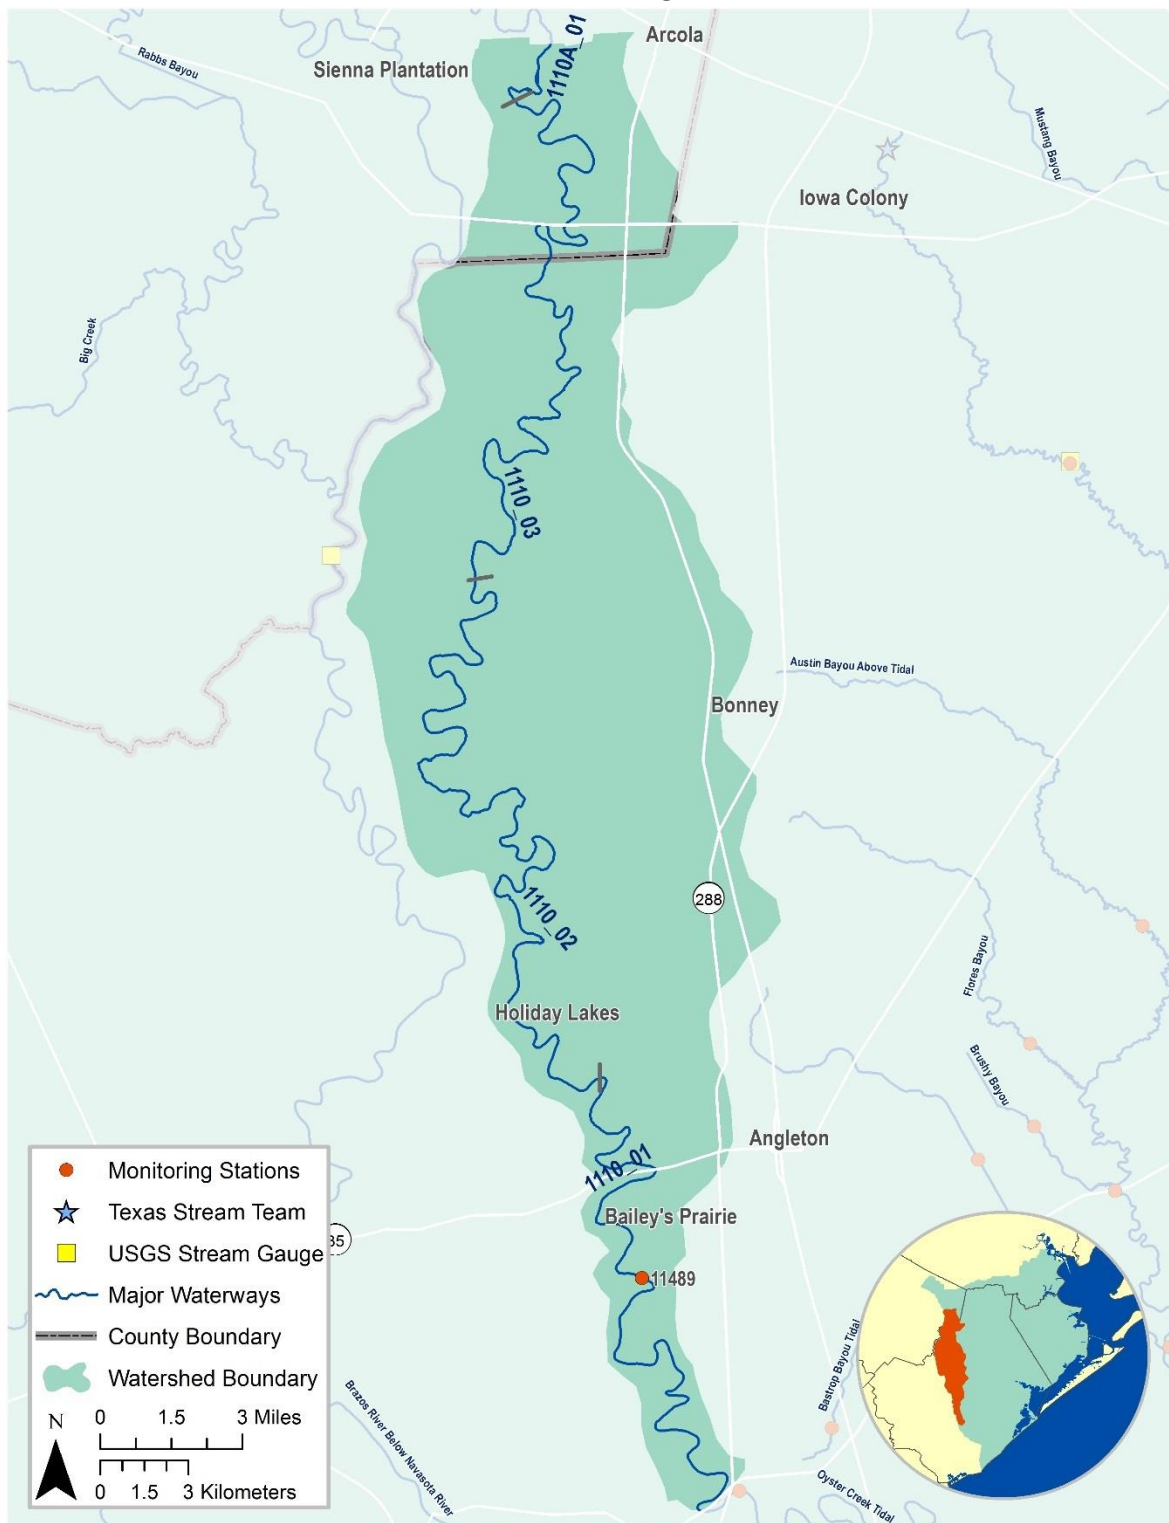 Arcola
Rabbs Bayou
Sienna Plantation
1110A_01
Mustang Bayou
Iowa Colony
Big Creek
1110_03
Austin Bayou Above Tidal
Bonney
288
1110_02
Flores Bayou
Holiday Lakes
Brushy Bayou
Angleton
1110_01
Bailey's Prairie
35
11489
Bastrop Bayou Tidal
Brazos River Below Navasota River
Oyster Creek Tidal
Monitoring Stations
Texas Stream Team
USGS Stream Gauge
Major Waterways
County Boundary
Watershed Boundary
N
0 1.5 3 Miles
0 1.5 3 Kilometers